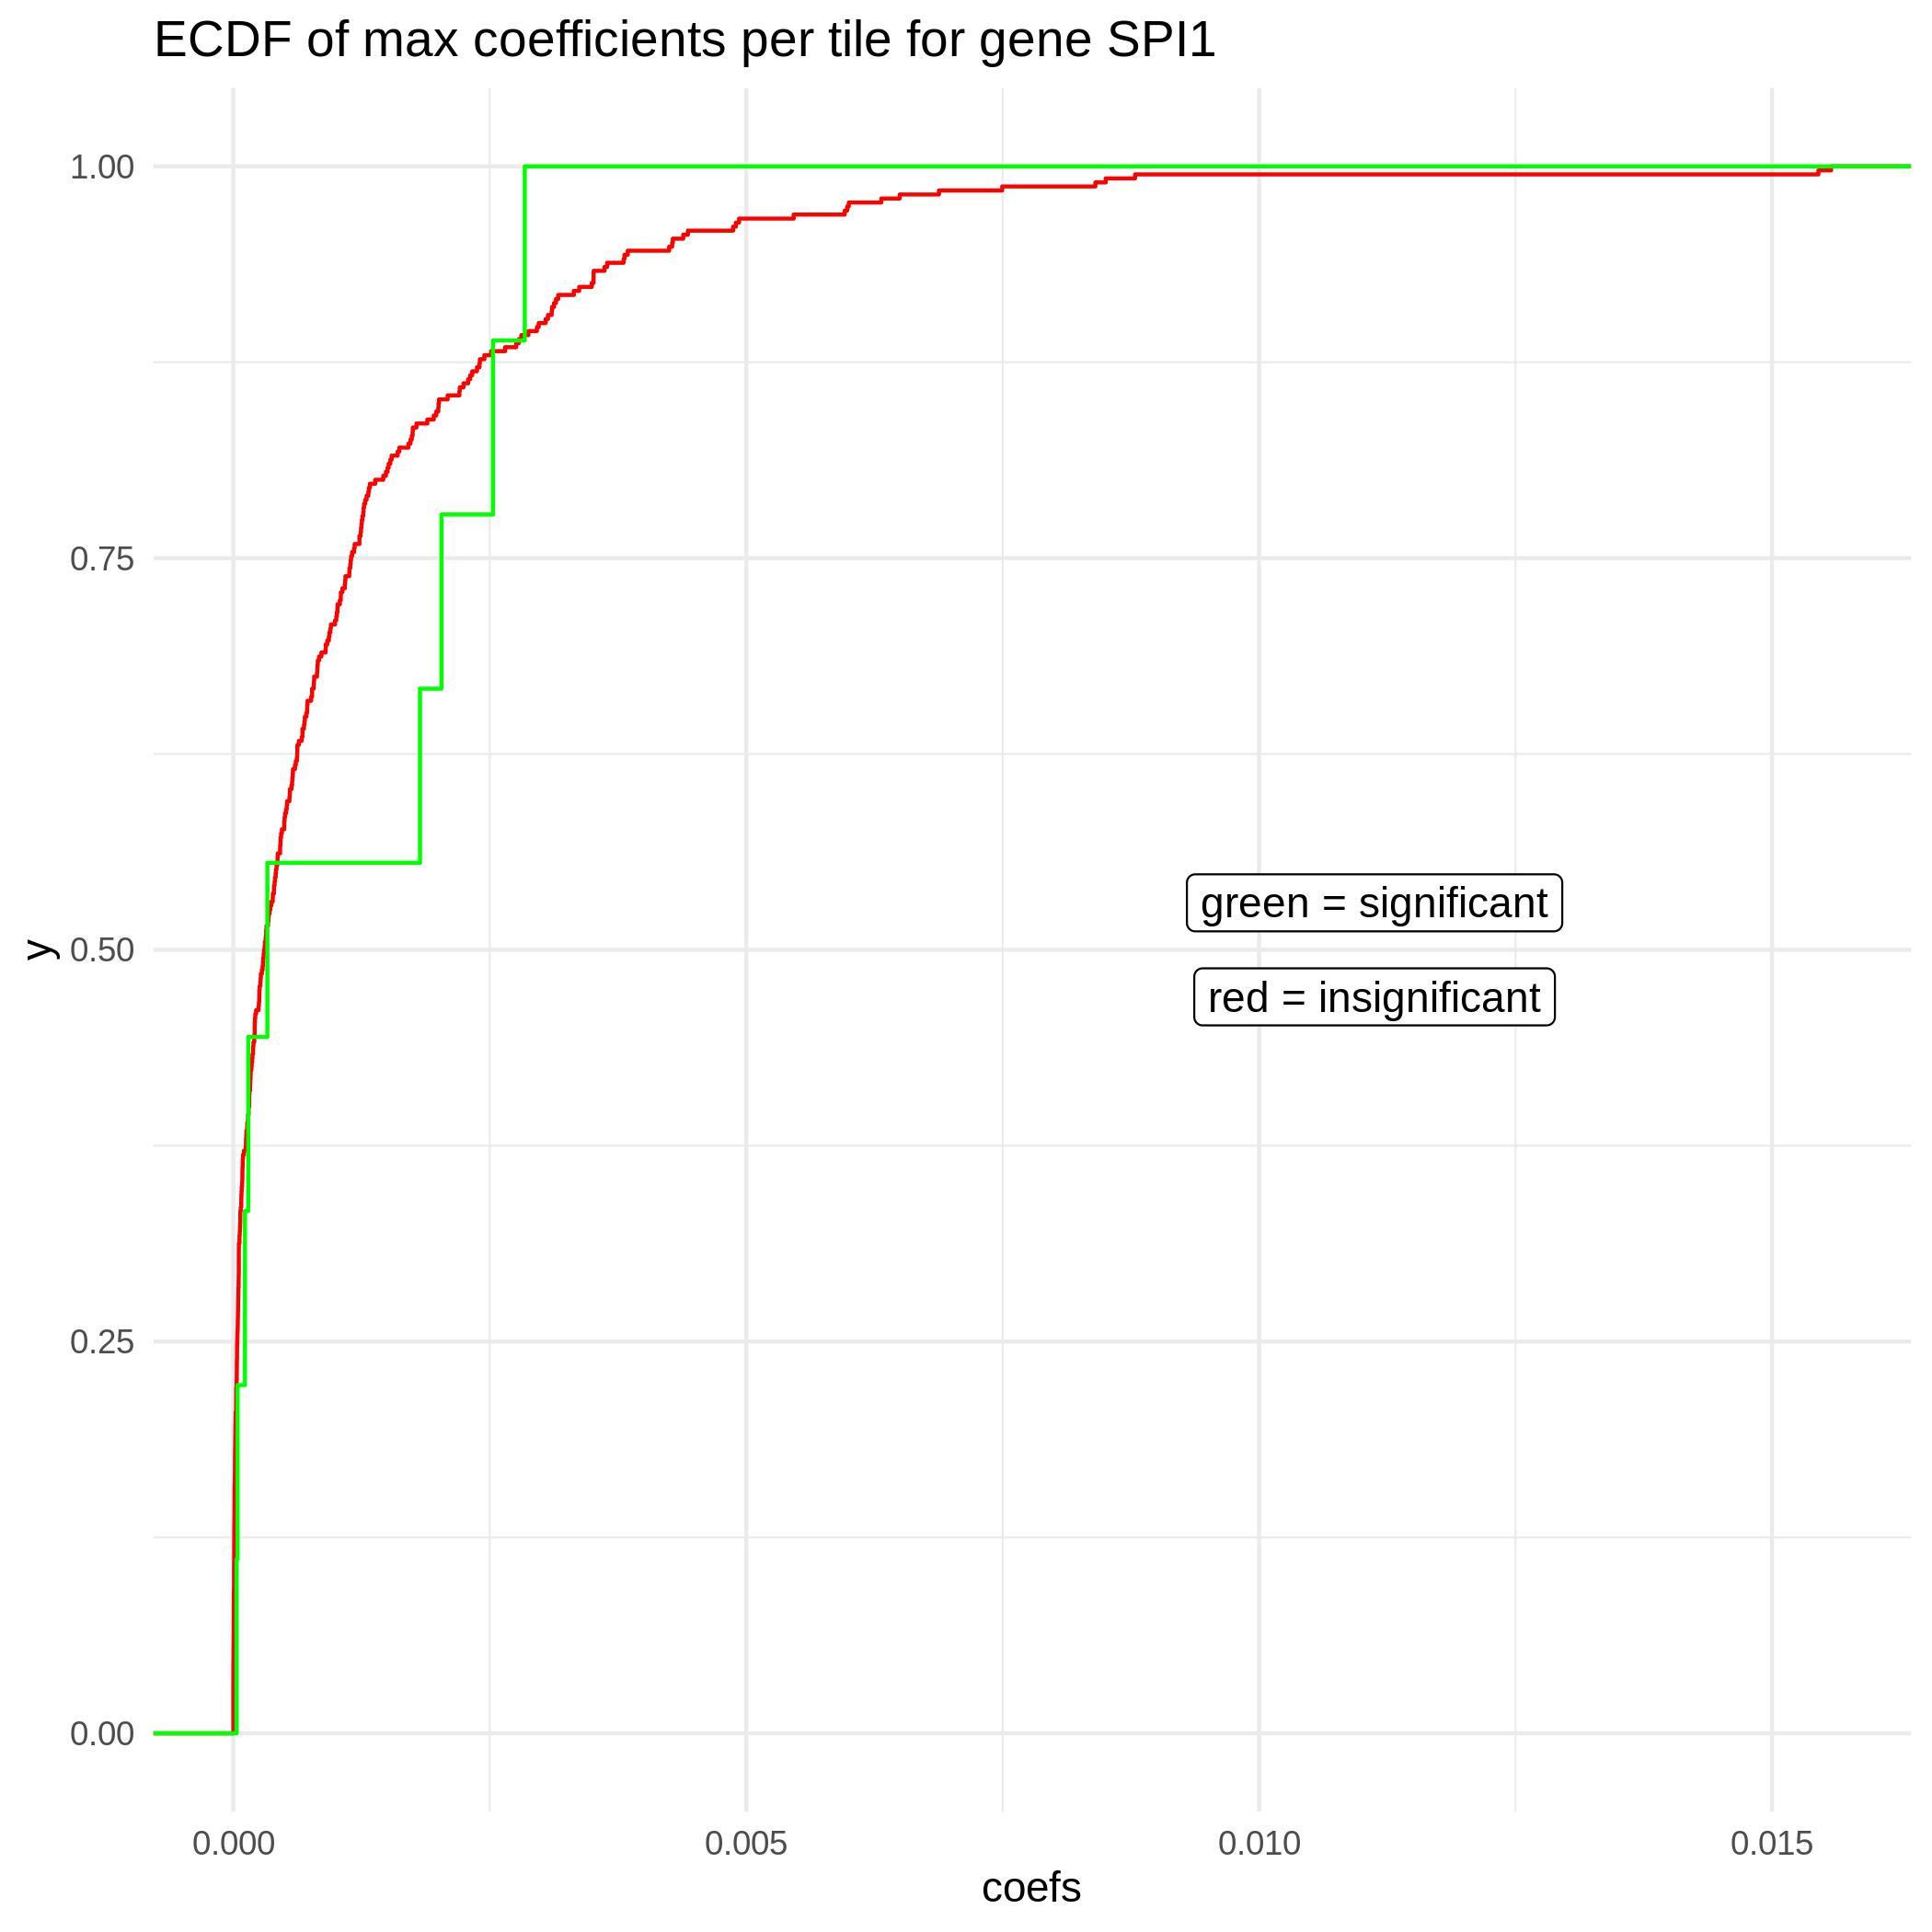 ECDF of max coefficients per tile for gene SPI1
1.00
0.75
0.50
0.25
0.00
y
green = significant
red = insignificant
0.000 0.005 0.010 0.015
coefs